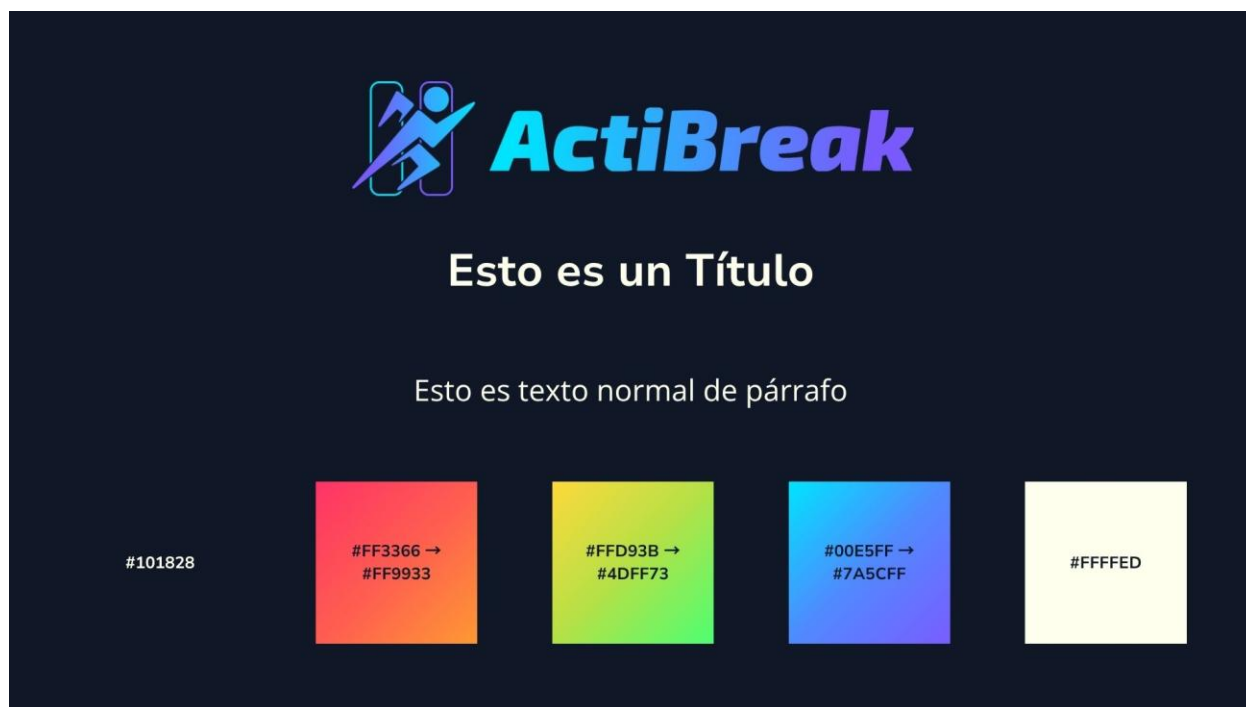 ActiBreak
Esto es un Título
Esto es texto normal de párrafo
#101828
#FF3366 →
#FF9933
#FFD93B →
#4DFF73
#00E5FF →
#7A5CFF
#FFFFED